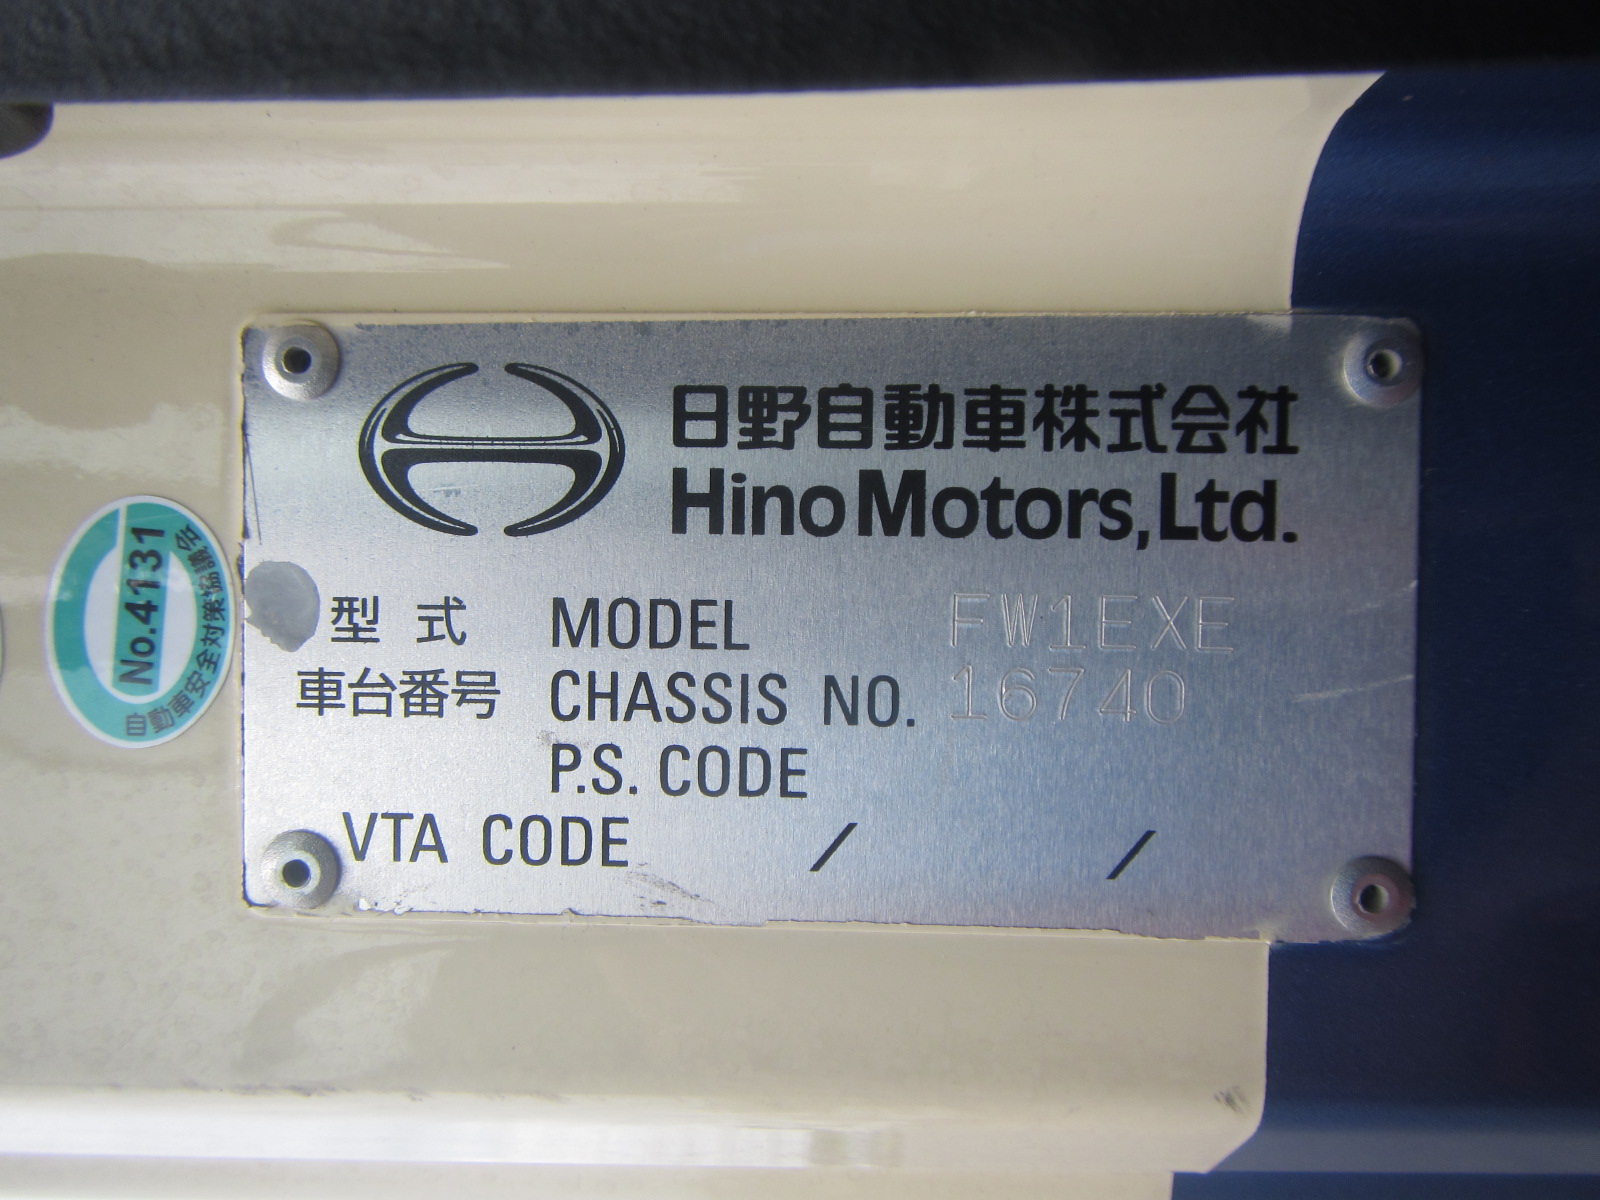 日野自動車株式会社
Hino Motors, Ltd.
型 式 MODEL FW1EXE
車台番号 CHASSIS NO. 16740
P.S. CODE
VTA CODE / /
No.4131
自動車安全対策協議会